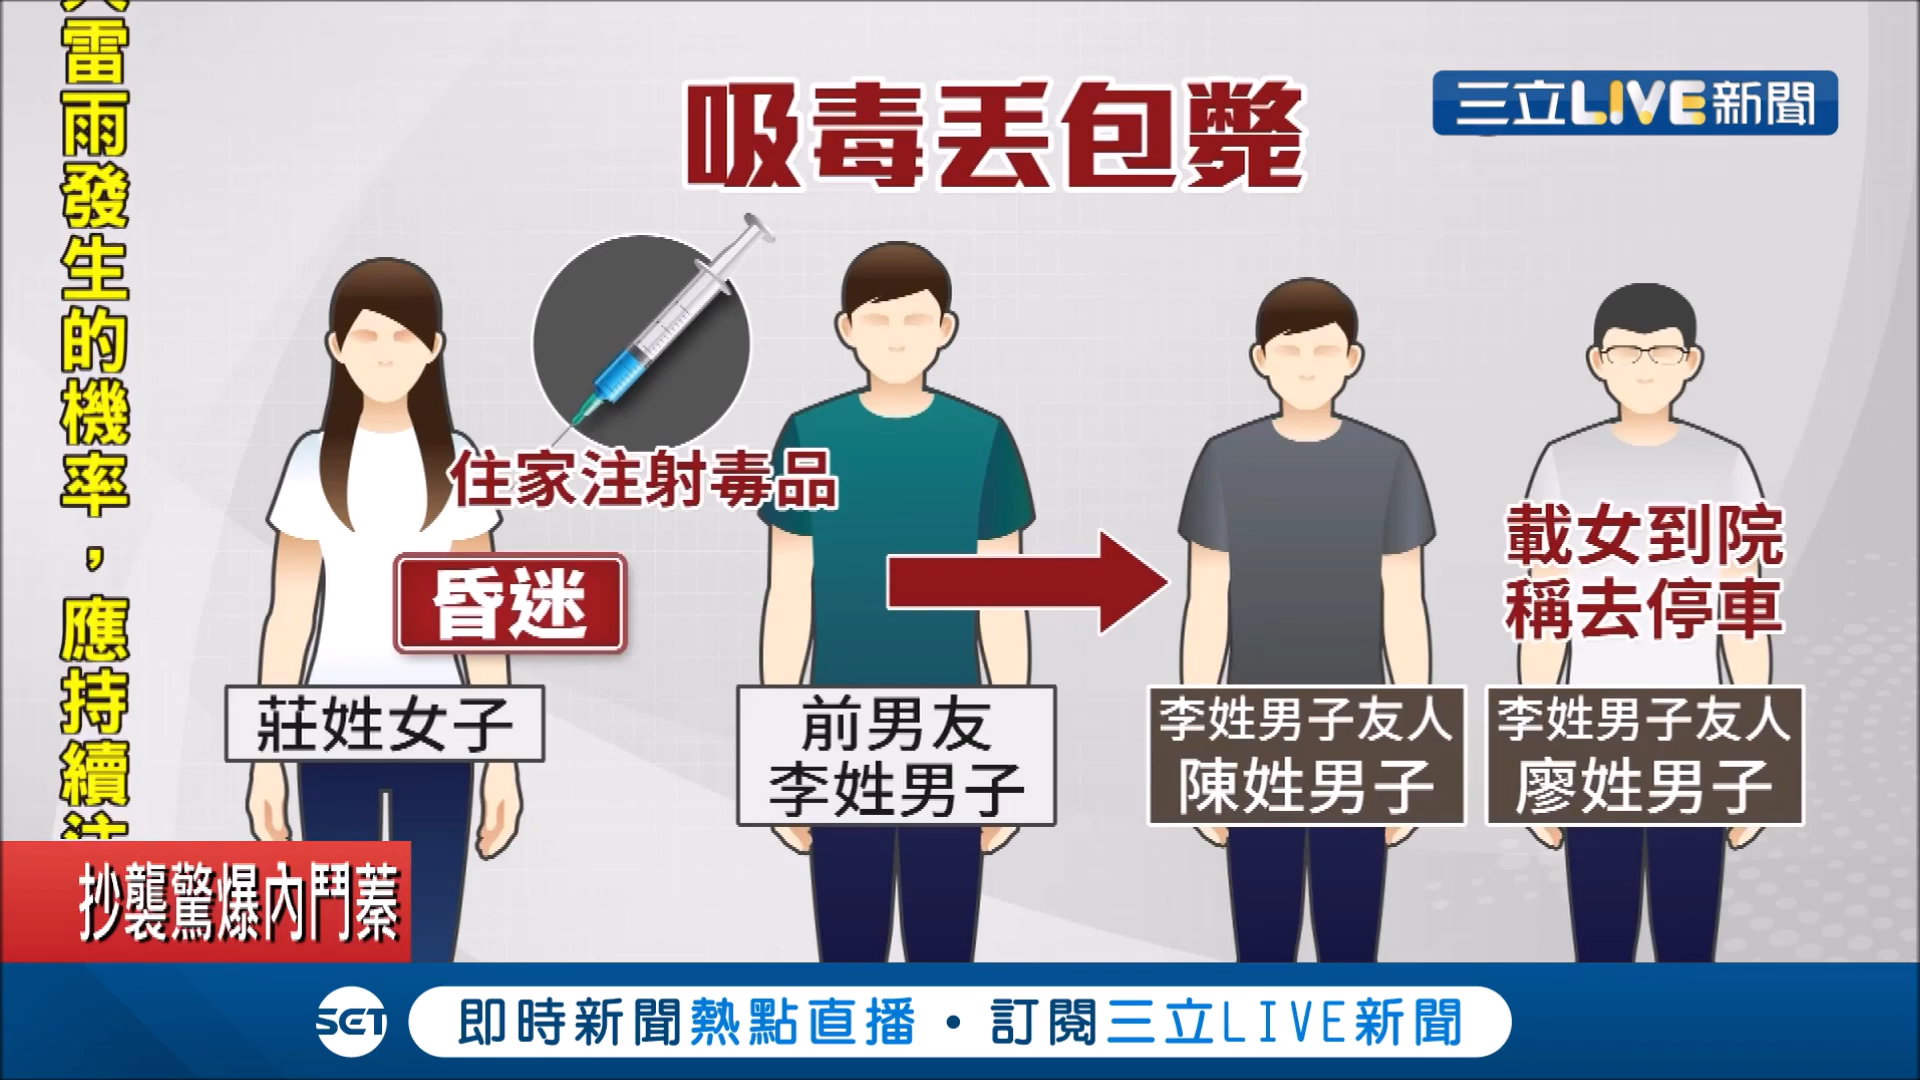 雷雨發生的機率，應持續注
吸毒丟包斃
三立LIVE新聞
住家注射毒品
昏迷
載女到院
稱去停車
莊姓女子
前男友
李姓男子
李姓男子友人
陳姓男子
李姓男子友人
廖姓男子
抄襲驚爆內鬥蓁
SET
即時新聞熱點直播・訂閱三立LIVE新聞